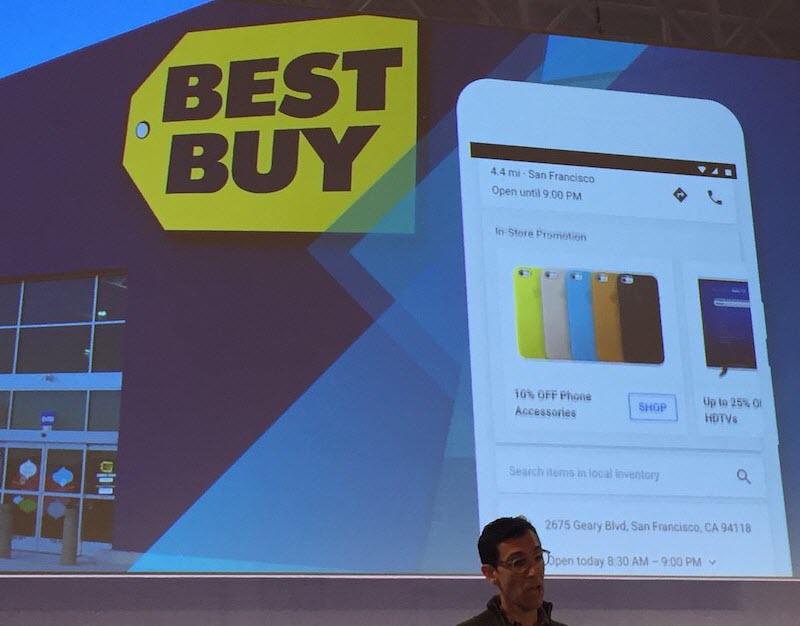 BEST
BUY
4.4 mi · San Francisco
Open until 9:00 PM
In-Store Promotion
10% OFF Phone
Accessories
SHOP
Up to 25% O
HDTVs
Search items in local inventory
2675 Geary Blvd, San Francisco, CA 94118
Open today 8:30 AM – 9:00 PM